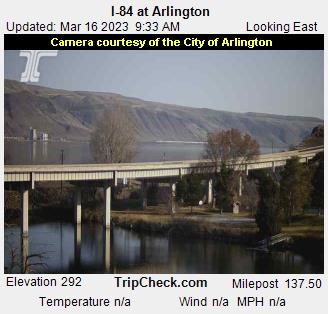 I-84 at Arlington
Updated: Mar 16 2023 9:33 AM Looking East
Camera courtesy of the City of Arlington
Elevation 292 TripCheck.com Milepost 137.50
Temperature n/a Wind n/a MPH n/a